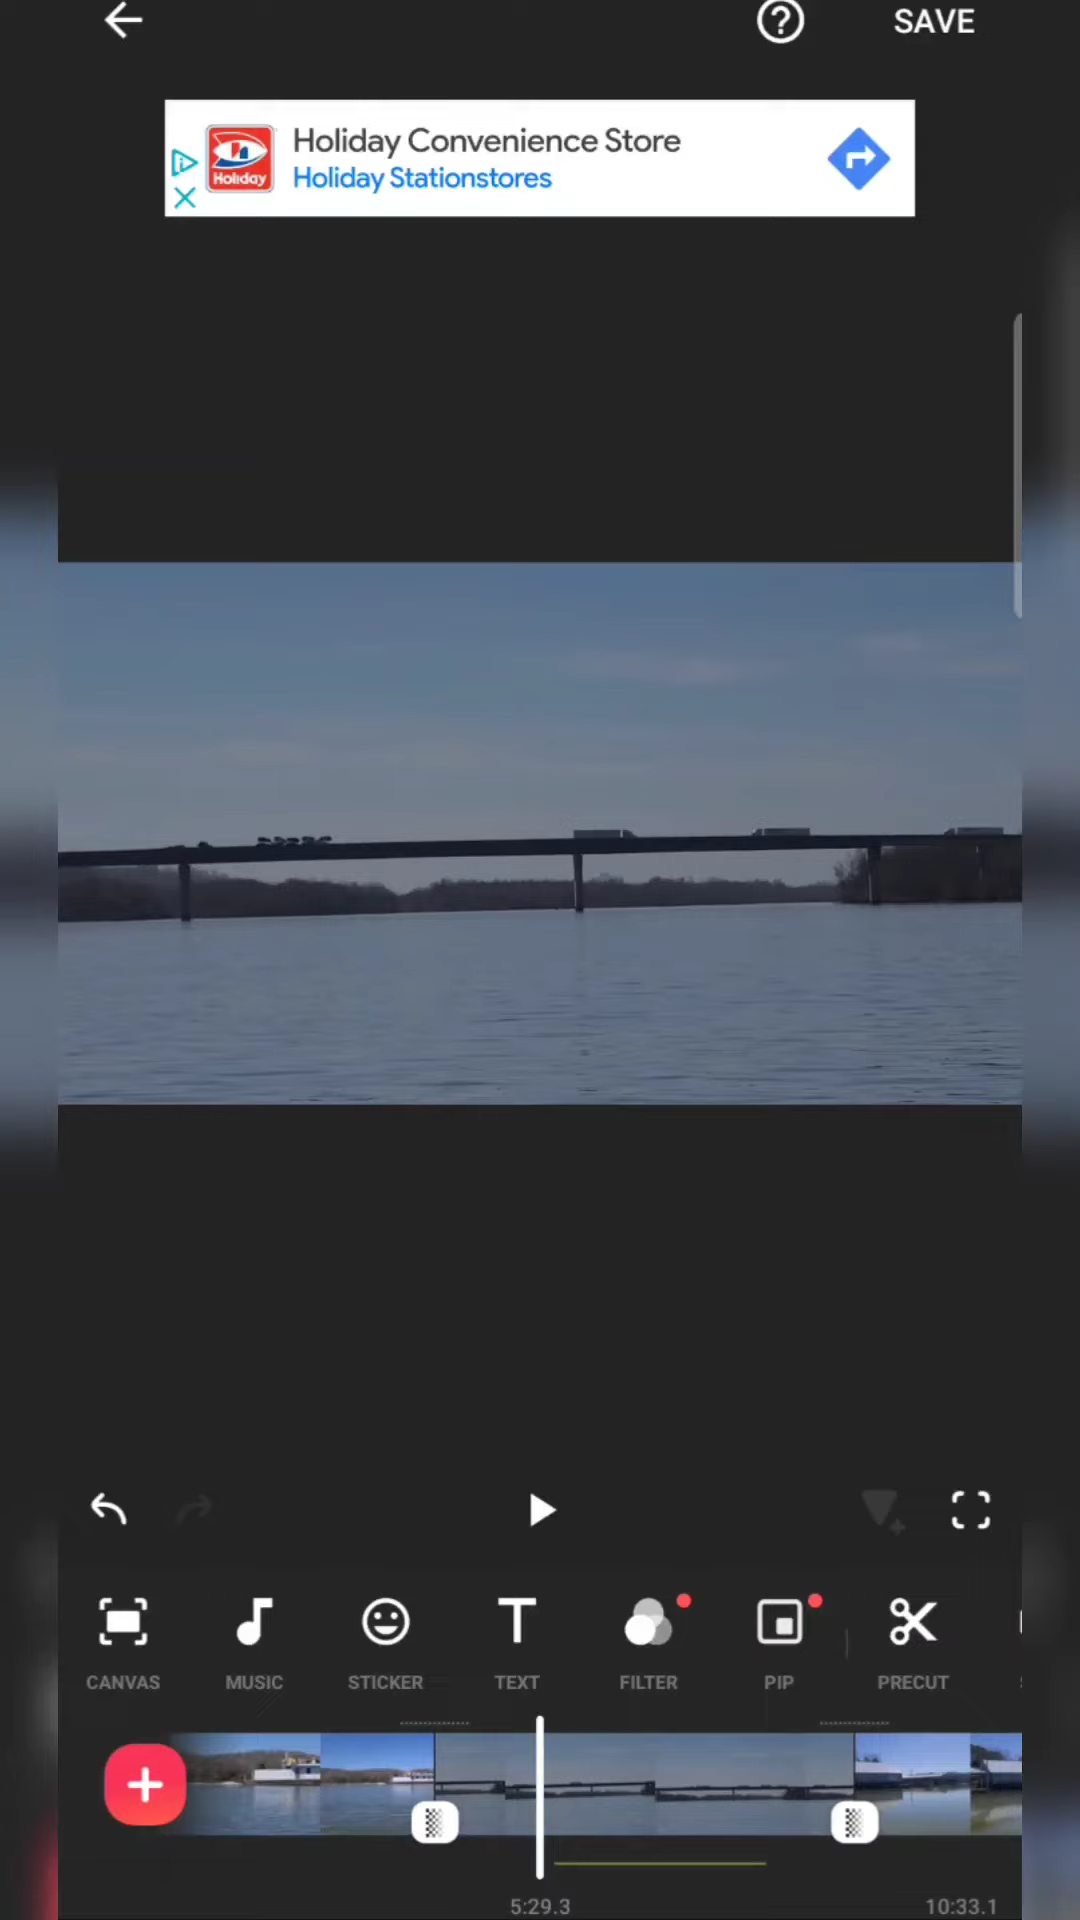 SAVE
Holiday Convenience Store
Holiday Stationstores
Holiday
CANVAS
MUSIC
STICKER
TEXT
FILTER
PIP
PRECUT
5:29.3
10:33.1